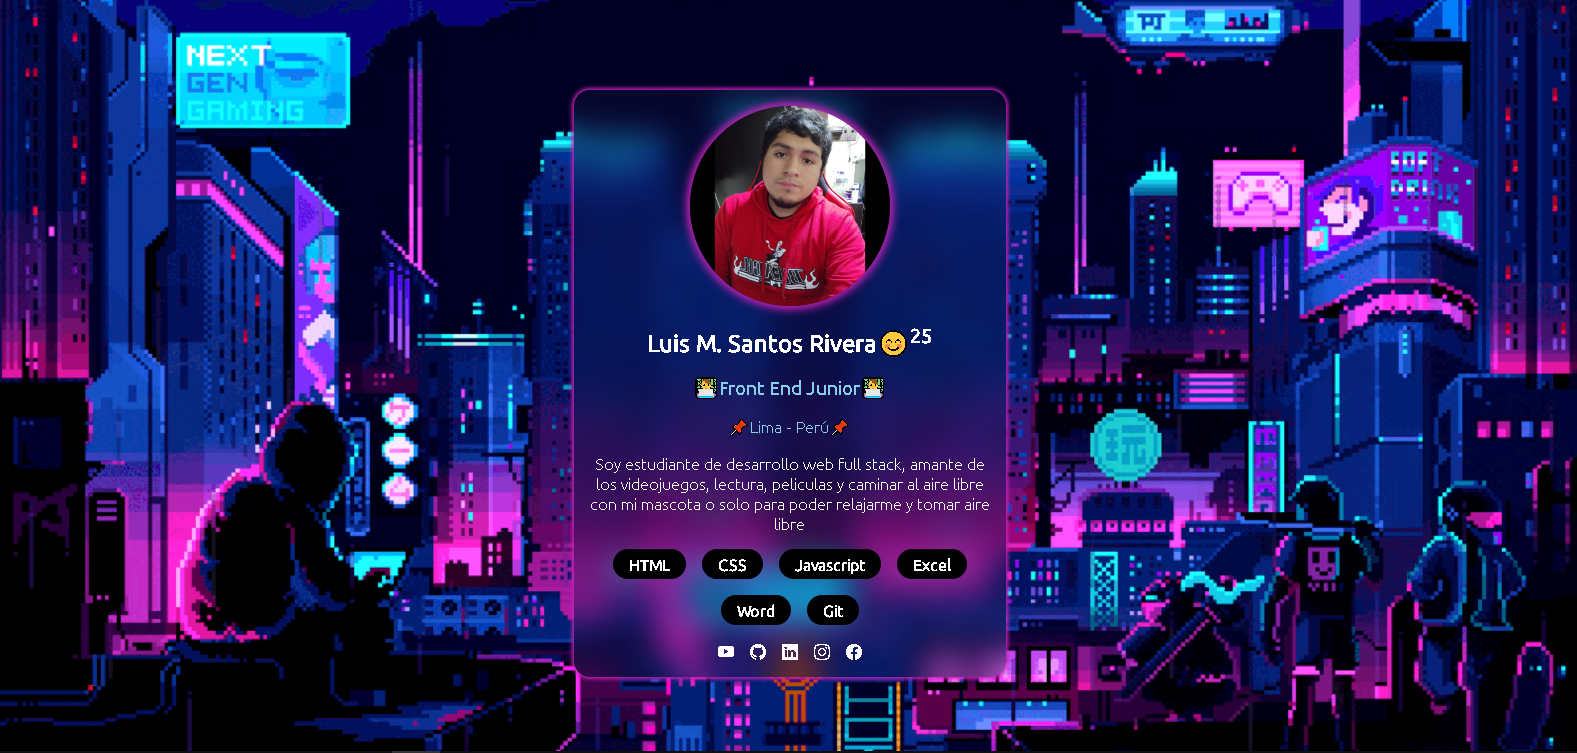 NEXT
GEN
GAMING
Luis M. Santos Rivera😊25
🧑‍💻Front End Junior🧑‍💻
📌Lima - Perú📌
Soy estudiante de desarrollo web full stack, amante de
los videojuegos, lectura, peliculas y caminar al aire libre
con mi mascota o solo para poder relajarme y tomar aire
libre
HTML CSS Javascript Excel
Word Git